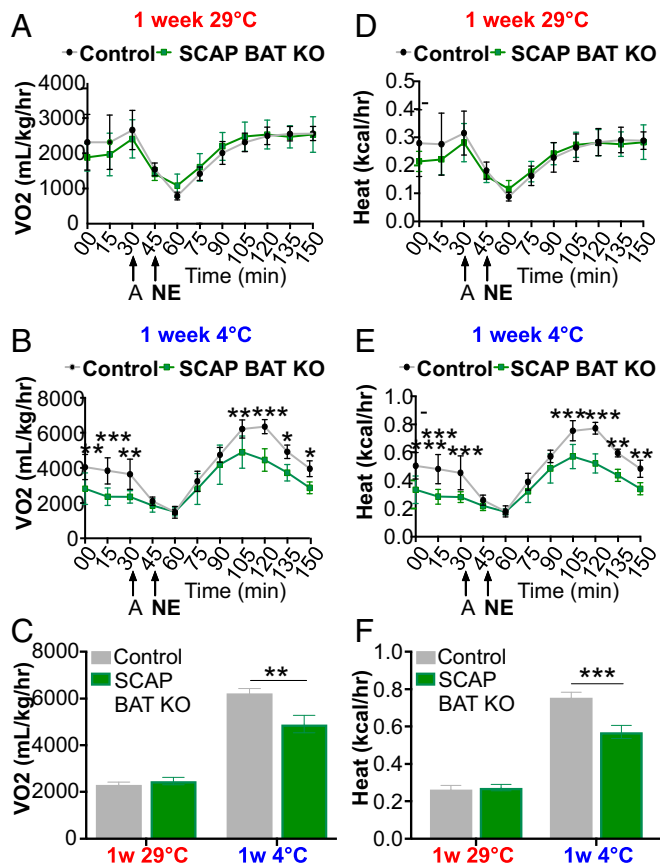 A
1 week 29°C
Control SCAP BAT KO
VO2 (mL/kg/hr)
4000
3000
2000
1000
0
00 15 30 45 60 75 90 105 120 135 150
Time (min)
A NE
D
1 week 29°C
Control SCAP BAT KO
Heat (kcal/hr)
0.5
0.4
0.3
0.2
0.1
0.0
00 15 30 45 60 75 90 105 120 135 150
Time (min)
A NE
B
1 week 4°C
Control SCAP BAT KO
VO2 (mL/kg/hr)
8000
6000
4000
2000
0
** *** ** ** *** * *
00 15 30 45 60 75 90 105 120 135 150
Time (min)
A NE
E
1 week 4°C
Control SCAP BAT KO
Heat (kcal/hr)
1.0
0.8
0.6
0.4
0.2
0.0
*** *** *** *** *** ** **
00 15 30 45 60 75 90 105 120 135 150
Time (min)
A NE
C
VO2 (mL/kg/hr)
8000
6000
4000
2000
0
Control
SCAP
BAT KO
**
1w 29°C 1w 4°C
F
Heat (kcal/hr)
1.0
0.8
0.6
0.4
0.2
0.0
Control
SCAP
BAT KO
***
1w 29°C 1w 4°C